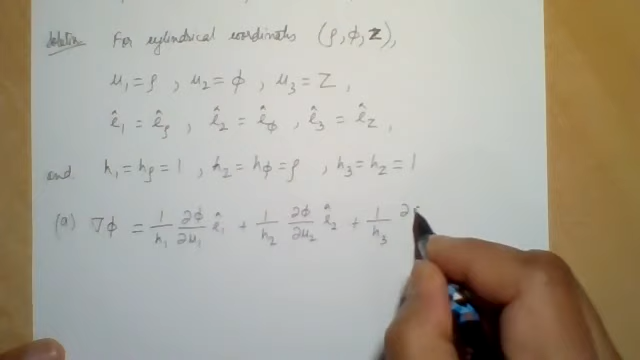 Solution For cylindrical coordinates (ρ, ϕ, z),
u₁ = ρ , u₂ = ϕ , u₃ = Z ,
ê₁ = ê_ρ , ê₂ = ê_ϕ , ê₃ = ê_Z ,
and h₁ = h_ρ = 1 , h₂ = h_ϕ = ρ , h₃ = h_Z = 1
(a) ∇ϕ = 1/h₁ ∂ϕ/∂u₁ ê₁ + 1/h₂ ∂ϕ/∂u₂ ê₂ + 1/h₃ ∂